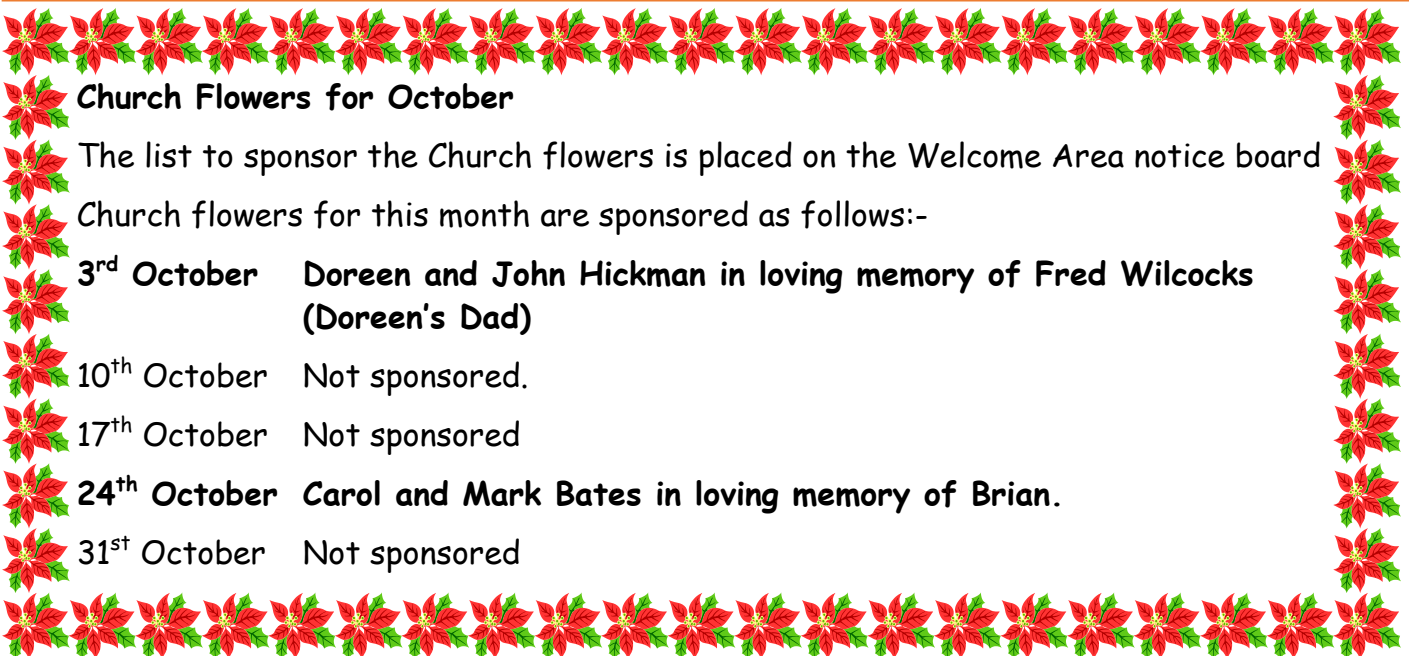 Church Flowers for October
The list to sponsor the Church flowers is placed on the Welcome Area notice board
Church flowers for this month are sponsored as follows:-
3rd October Doreen and John Hickman in loving memory of Fred Wilcocks
(Doreen's Dad)
10th October Not sponsored.
17th October Not sponsored
24th October Carol and Mark Bates in loving memory of Brian.
31st October Not sponsored